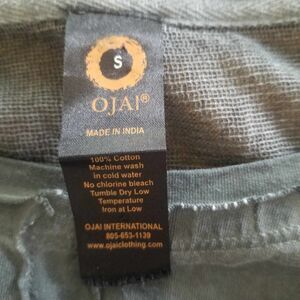 S
OJAI®
MADE IN INDIA
100% Cotton
Machine wash
in cold water
No chlorine bleach
Tumble Dry Low
Temperature
Iron at Low
OJAI INTERNATIONAL
805-653-1139
www.ojaiclothing.com